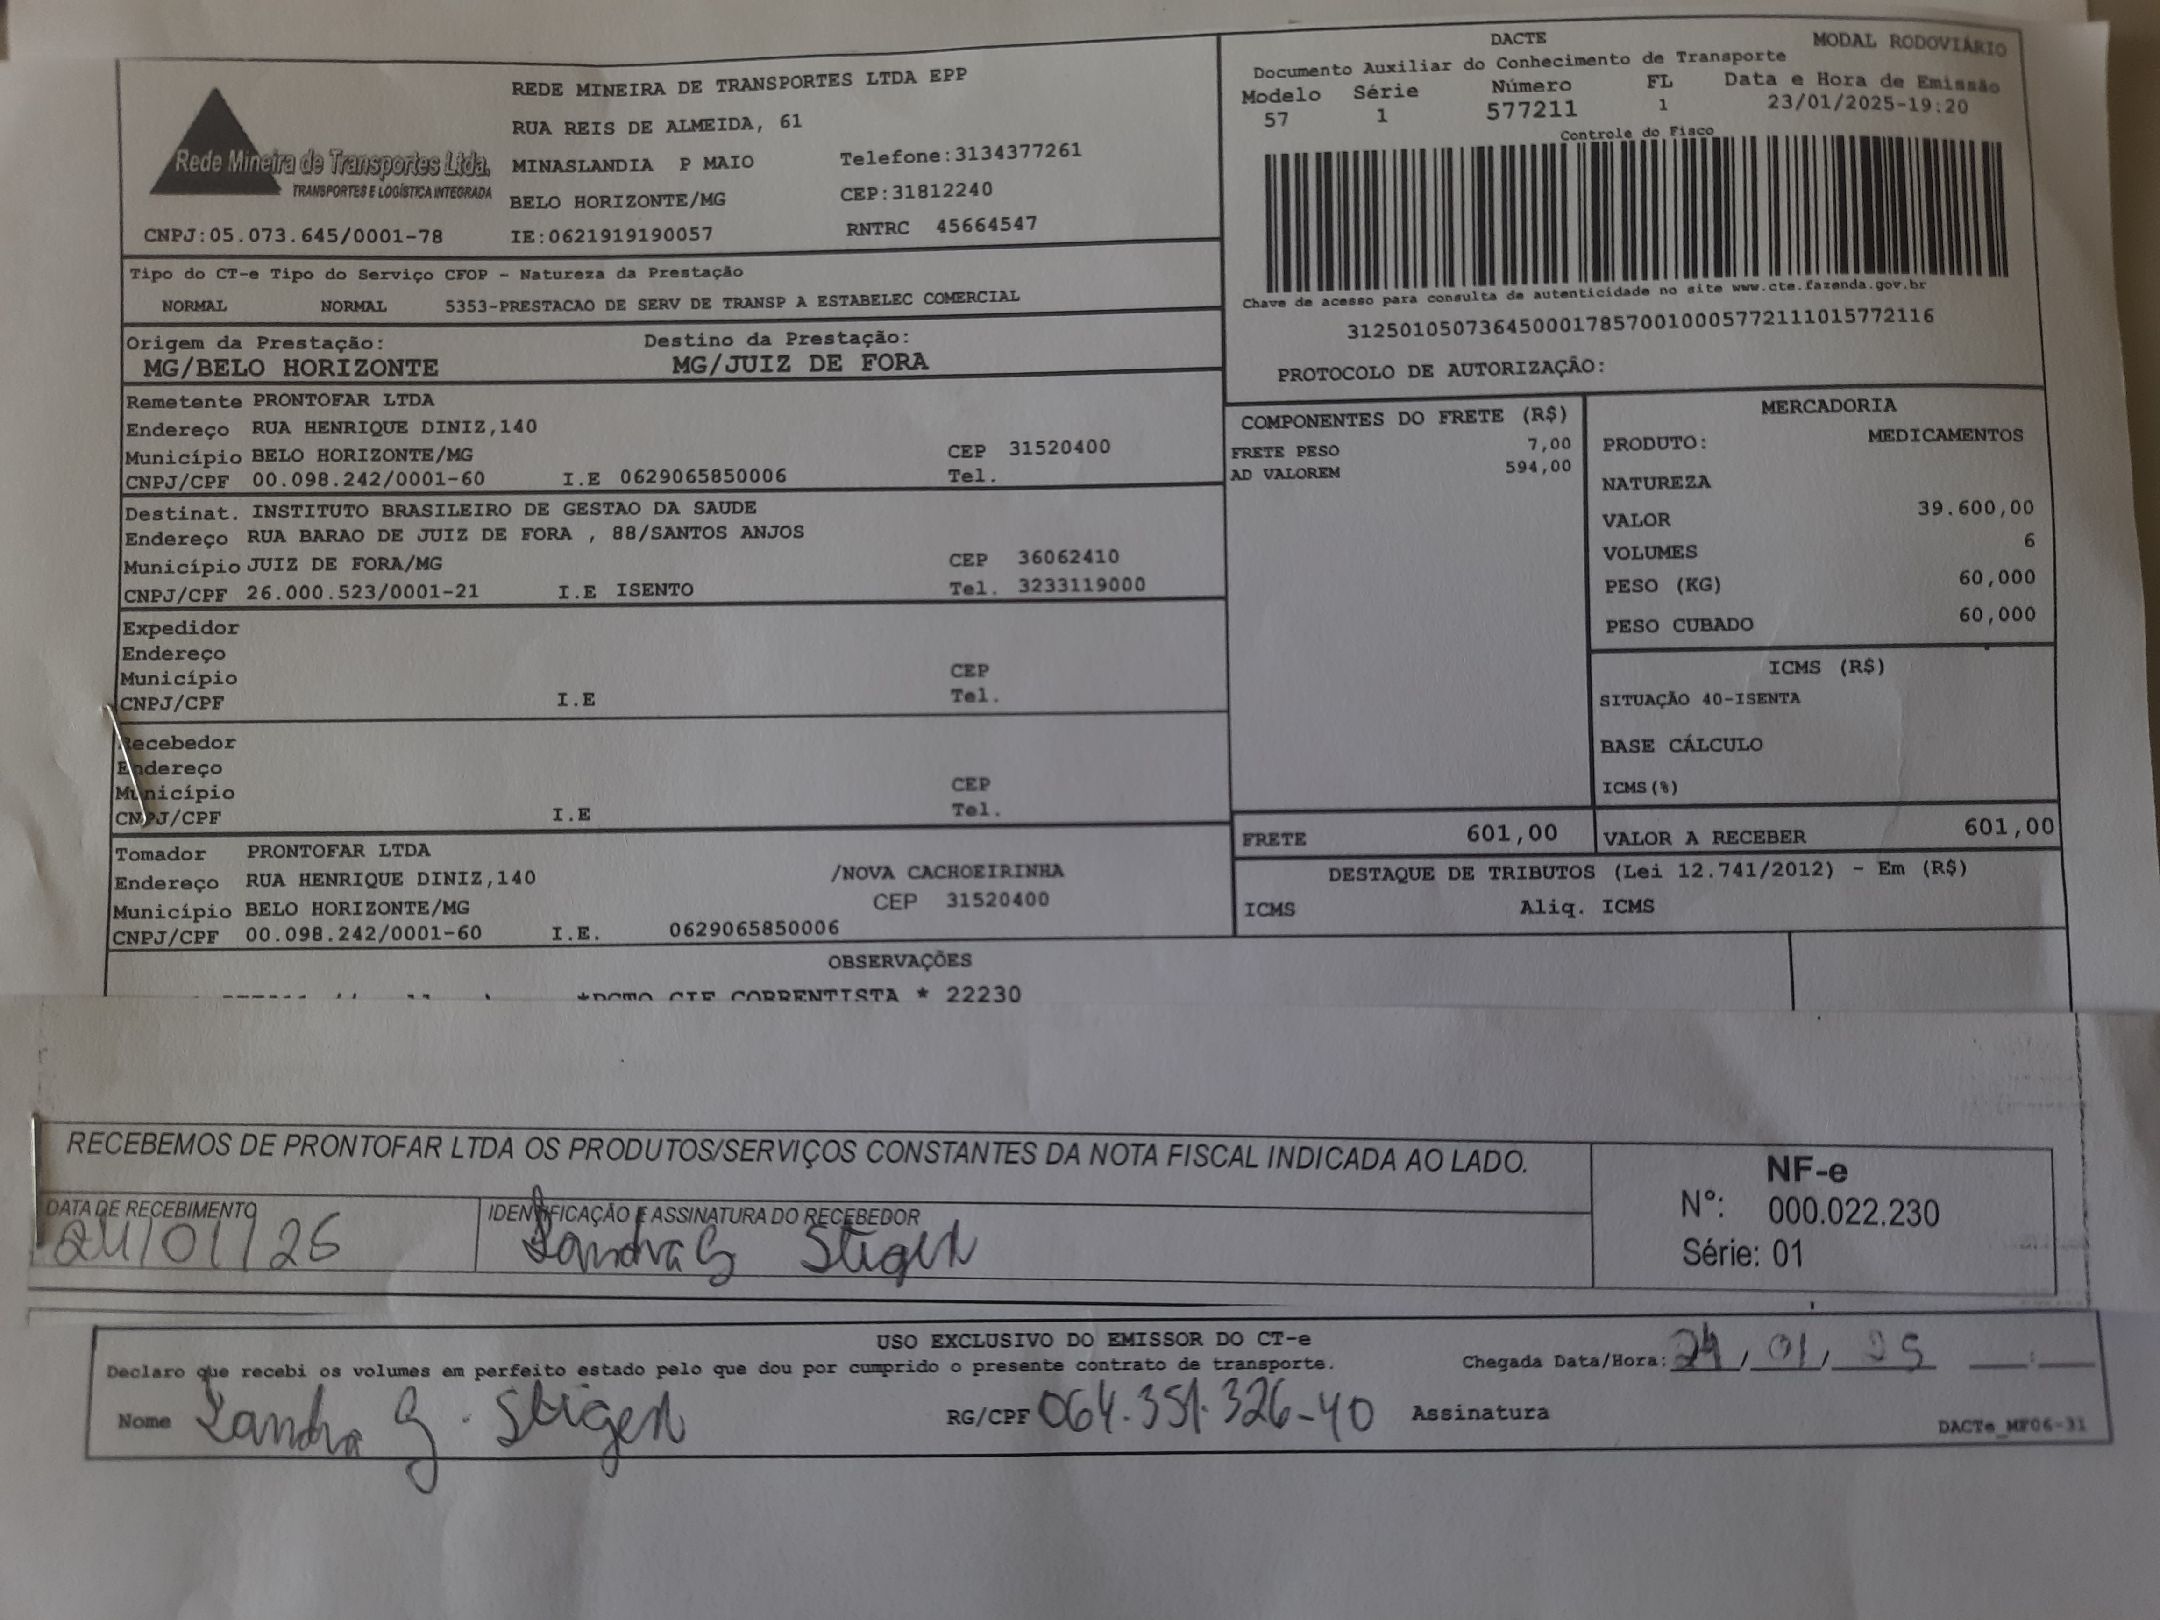 Rede Mineira de Transportes Ltda.
TRANSPORTES E LOGÍSTICA INTEGRADA
CNPJ:05.073.645/0001-78
REDE MINEIRA DE TRANSPORTES LTDA EPP
RUA REIS DE ALMEIDA, 61
MINASLANDIA P MAIO Telefone:3134377261
BELO HORIZONTE/MG CEP:31812240
IE:0621919190057 RNTRC 45664547
DACTE MODAL RODOVIÁRIO
Documento Auxiliar do Conhecimento de Transporte
Modelo Série Número FL Data e Hora de Emissão
57 1 577211 1 23/01/2025-19:20
Controle do Fisco
Chave de acesso para consulta de autenticidade no site www.cte.fazenda.gov.br
31250105073645000178570010005772111015772116
PROTOCOLO DE AUTORIZAÇÃO:
Tipo do CT-e Tipo do Serviço CFOP - Natureza da Prestação
NORMAL NORMAL 5353-PRESTACAO DE SERV DE TRANSP A ESTABELEC COMERCIAL
Origem da Prestação: Destino da Prestação:
MG/BELO HORIZONTE MG/JUIZ DE FORA
Remetente PRONTOFAR LTDA
Endereço RUA HENRIQUE DINIZ,140
Município BELO HORIZONTE/MG CEP 31520400
CNPJ/CPF 00.098.242/0001-60 I.E 0629065850006 Tel.
Destinat. INSTITUTO BRASILEIRO DE GESTAO DA SAUDE
Endereço RUA BARAO DE JUIZ DE FORA , 88/SANTOS ANJOS
Município JUIZ DE FORA/MG CEP 36062410
CNPJ/CPF 26.000.523/0001-21 I.E ISENTO Tel. 3233119000
Expedidor
Endereço
Município CEP
CNPJ/CPF I.E Tel.
Recebedor
Endereço
Município CEP
CNPJ/CPF I.E Tel.
Tomador PRONTOFAR LTDA
Endereço RUA HENRIQUE DINIZ,140 /NOVA CACHOEIRINHA
Município BELO HORIZONTE/MG CEP 31520400
CNPJ/CPF 00.098.242/0001-60 I.E. 0629065850006
COMPONENTES DO FRETE (R$)
FRETE PESO 7,00
AD VALOREM 594,00
MERCADORIA
PRODUTO: MEDICAMENTOS
NATUREZA
VALOR 39.600,00
VOLUMES 6
PESO (KG) 60,000
PESO CUBADO 60,000
ICMS (R$)
SITUAÇÃO 40-ISENTA
BASE CÁLCULO
ICMS(%)
FRETE 601,00 VALOR A RECEBER 601,00
DESTAQUE DE TRIBUTOS (Lei 12.741/2012) - Em (R$)
ICMS Aliq. ICMS
OBSERVAÇÕES
*DCTO CIF CORRENTISTA * 22230
RECEBEMOS DE PRONTOFAR LTDA OS PRODUTOS/SERVIÇOS CONSTANTES DA NOTA FISCAL INDICADA AO LADO.
DATA DE RECEBIMENTO IDENTIFICAÇÃO E ASSINATURA DO RECEBEDOR
24/01/25
NF-e
Nº: 000.022.230
Série: 01
USO EXCLUSIVO DO EMISSOR DO CT-e
Declaro que recebi os volumes em perfeito estado pelo que dou por cumprido o presente contrato de transporte. Chegada Data/Hora: 24/01/25 :
Nome RG/CPF 064.351.326-40 Assinatura
DACTe_MF06-31